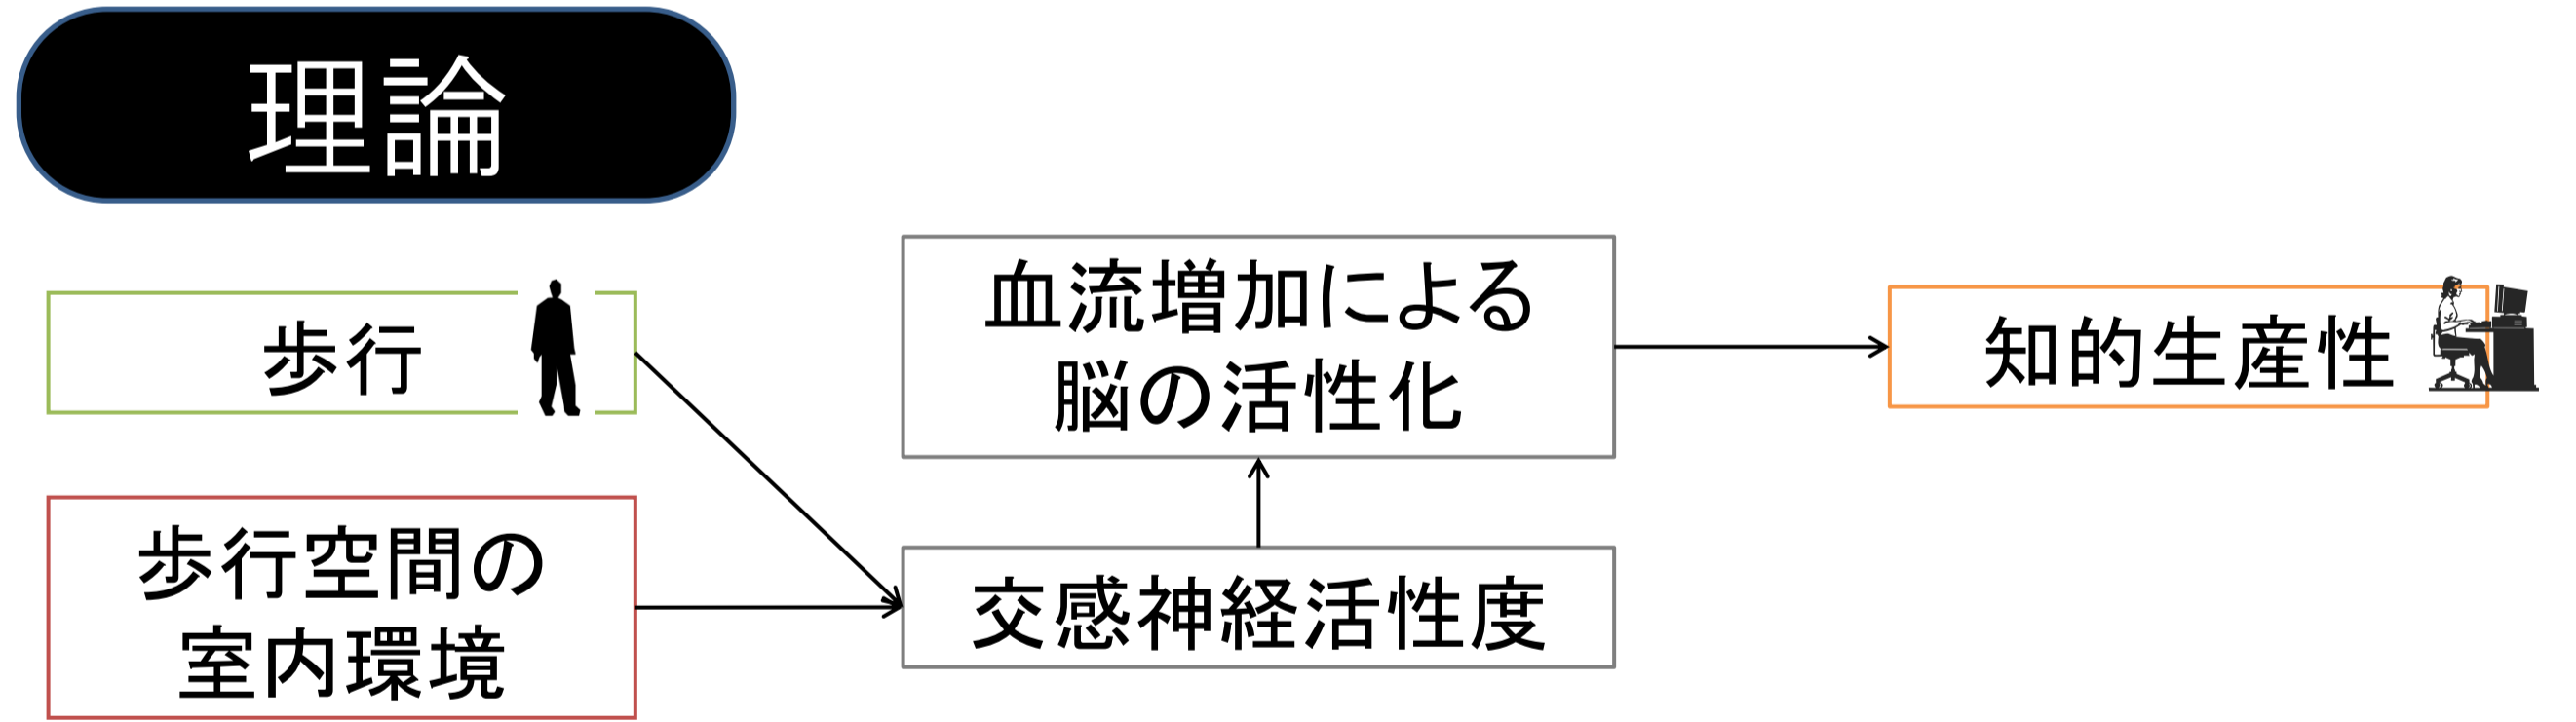 理論
歩行
歩行空間の
室内環境
血流増加による
脳の活性化
交感神経活性度
知的生産性